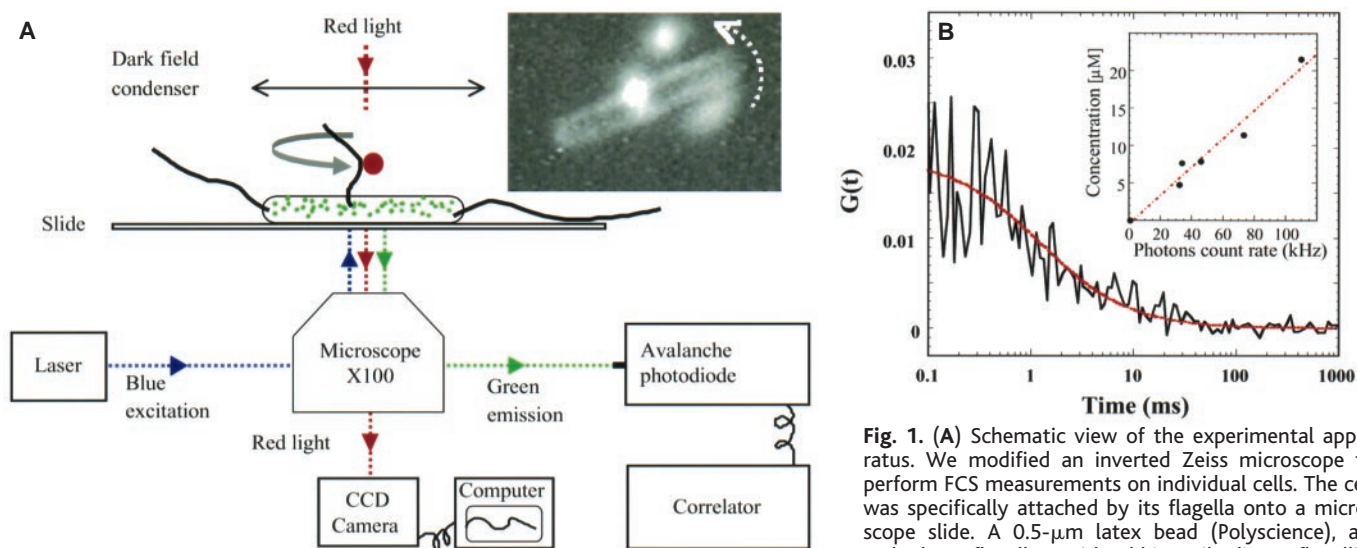 A
Red light
Dark field
condenser
Slide
Laser
Blue
excitation
Microscope
X100
Green
emission
Avalanche
photodiode
Red light
CCD
Camera
Computer
Correlator
B
0.03
0.02
0.01
0
G(t)
0.1
1
10
100
1000
Time (ms)
Concentration [µM]
20
15
10
5
0
0
20
40
60
80
100
Photons count rate (kHz)
Fig. 1. (A) Schematic view of the experimental app
ratus. We modified an inverted Zeiss microscope
perform FCS measurements on individual cells. The ce
was specifically attached by its flagella onto a micro
scope slide. A 0.5-µm latex bead (Polyscience), a